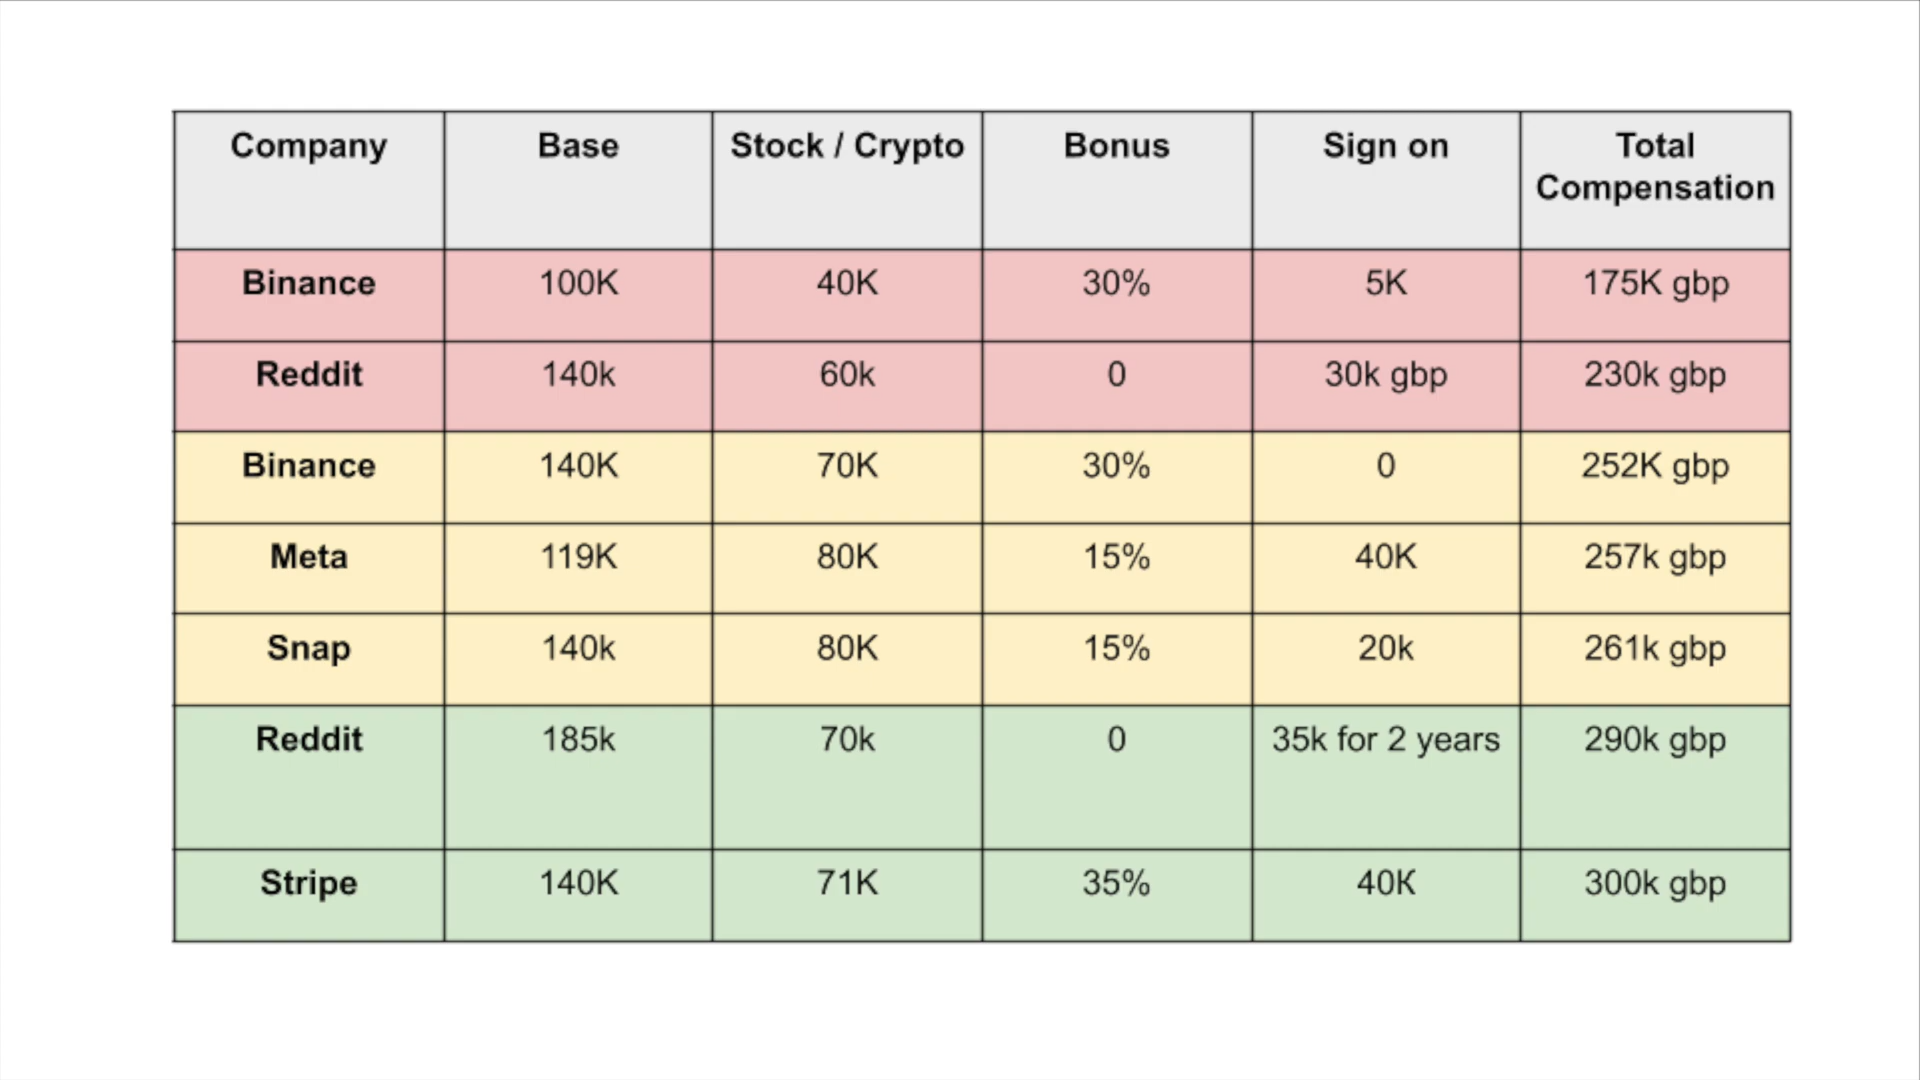 Company Base Stock / Crypto Bonus Sign on Total Compensation
Binance 100K 40K 30% 5K 175K gbp
Reddit 140k 60k 0 30k gbp 230k gbp
Binance 140K 70K 30% 0 252K gbp
Meta 119K 80K 15% 40K 257k gbp
Snap 140k 80K 15% 20k 261k gbp
Reddit 185k 70k 0 35k for 2 years 290k gbp
Stripe 140K 71K 35% 40K 300k gbp